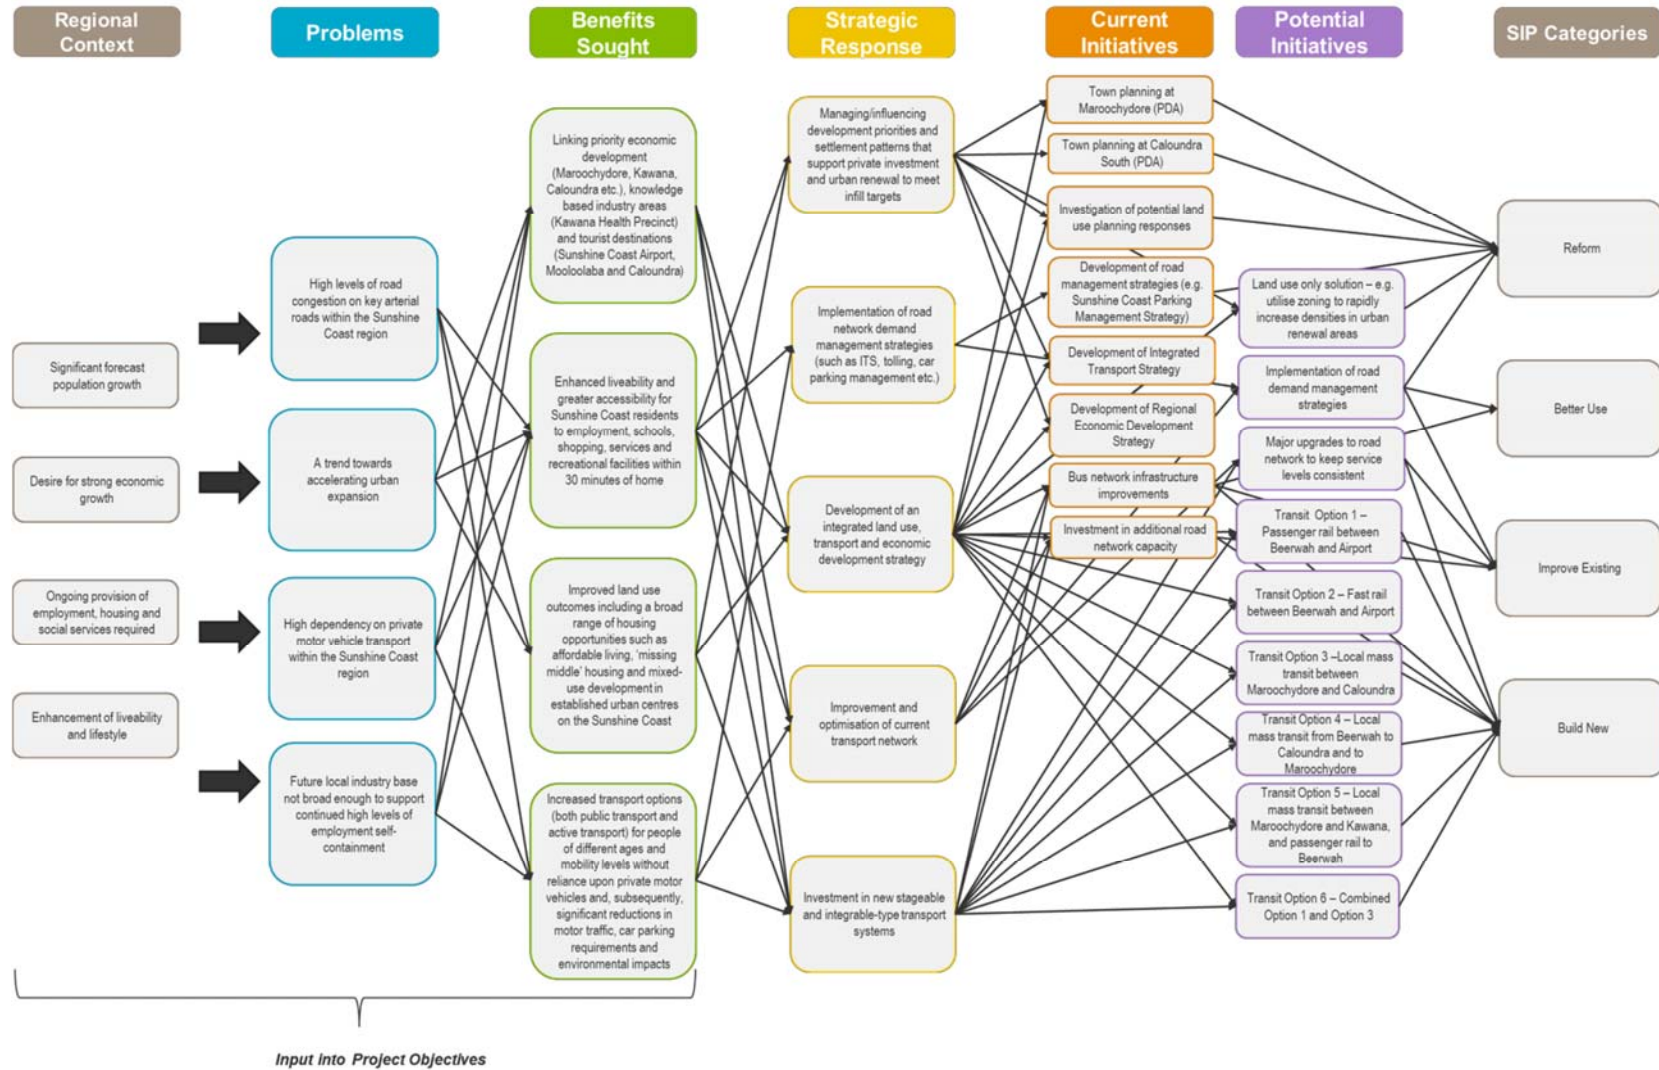 Regional
Context
Problems
Benefits
Sought
Strategic
Response
Current
Initiatives
Potential
Initiatives
SIP Categories
Significant forecast
population growth
Desire for strong economic
growth
Ongoing provision of
employment, housing and
social services required
Enhancement of liveability
and lifestyle
High levels of road
congestion on key arterial
roads within the Sunshine
Coast region
A trend towards
accelerating urban
expansion
High dependency on private
motor vehicle transport
within the Sunshine Coast
region
Future local industry base
not broad enough to support
continued high levels of
employment self-
containment
Linking priority economic
development
(Maroochydore, Kawana,
Caloundra etc.), knowledge
based industry areas
(Kawana Health Precinct)
and tourist destinations
(Sunshine Coast Airport,
Mooloolaba and Caloundra)
Enhanced liveability and
greater accessibility for
Sunshine Coast residents
to employment, schools,
shopping, services and
recreational facilities within
30 minutes of home
Improved land use
outcomes including a broad
range of housing
opportunities such as
affordable living, 'missing
middle' housing and mixed-
use development in
established urban centres
on the Sunshine Coast
Increased transport options
(both public transport and
active transport) for people
of different ages and
mobility levels without
reliance upon private motor
vehicles and, subsequently,
significant reductions in
motor traffic, car parking
requirements and
environmental impacts
Managing/influencing
development priorities and
settlement patterns that
support private investment
and urban renewal to meet
infill targets
Implementation of road
network demand
management strategies
(such as ITS, tolling, car
parking management etc.)
Development of an
integrated land use,
transport and economic
development strategy
Improvement and
optimisation of current
transport network
Investment in new stageable
and integrable-type transport
systems
Town planning at
Maroochydore (PDA)
Town planning at Caloundra
South (PDA)
Investigation of potential land
use planning responses
Development of road
management strategies (e.g.
Sunshine Coast Parking
Management Strategy)
Development of Integrated
Transport Strategy
Development of Regional
Economic Development
Strategy
Bus network infrastructure
improvements
Investment in additional road
network capacity
Land use only solution – e.g.
utilise zoning to rapidly
increase densities in urban
renewal areas
Implementation of road
demand management
strategies
Major upgrades to road
network to keep service
levels consistent
Transit Option 1 –
Passenger rail between
Beerwah and Airport
Transit Option 2 – Fast rail
between Beerwah and Airport
Transit Option 3 –Local mass
transit between
Maroochydore and Caloundra
Transit Option 4 – Local
mass transit from Beerwah to
Caloundra and to
Maroochydore
Transit Option 5 – Local
mass transit between
Maroochydore and Kawana,
and passenger rail to
Beerwah
Transit Option 6 – Combined
Option 1 and Option 3
Reform
Better Use
Improve Existing
Build New
Input into Project Objectives